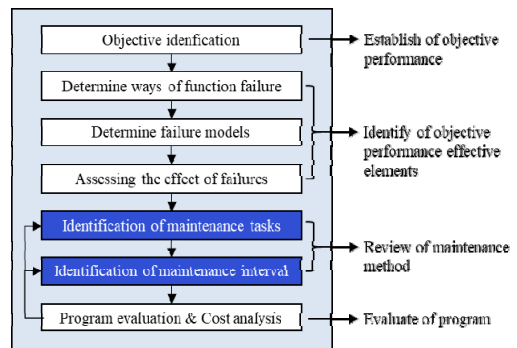 Objective idenfication
Establish of objective
performance
Determine ways of function failure
Determine failure models
Identify of objective
performance effective
elements
Assessing the effect of failures
Identification of maintenance tasks
Review of maintenance
method
Identification of maintenance interval
Program evaluation & Cost analysis
Evaluate of program